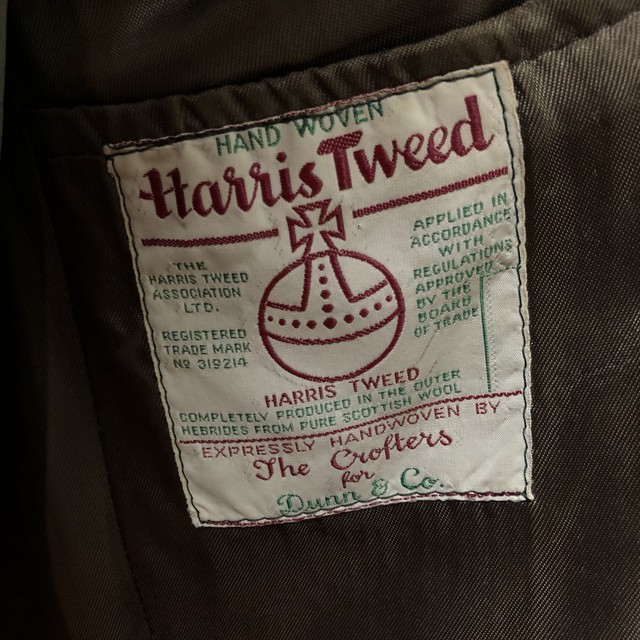 HAND WOVEN
Harris Tweed
THE
HARRIS TWEED
ASSOCIATION
LTD.
REGISTERED
TRADE MARK
No 319214
APPLIED IN
ACCORDANCE
WITH
REGULATIONS
APPROVED
BY THE
BOARD
OF TRADE
HARRIS TWEED
COMPLETELY PRODUCED IN THE OUTER
HEBRIDES FROM PURE SCOTTISH WOOL
EXPRESSLY HANDWOVEN BY
The Crofters
for
Dunn & Co.